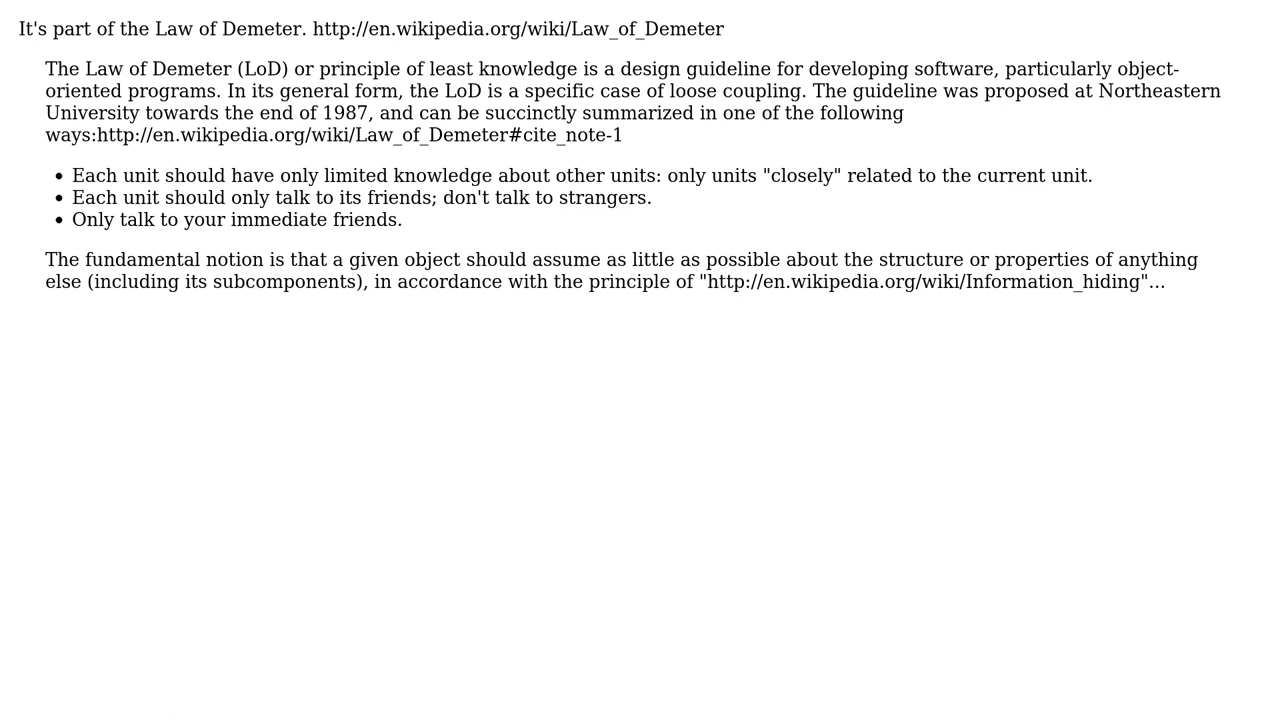 It's part of the Law of Demeter. http://en.wikipedia.org/wiki/Law_of_Demeter
The Law of Demeter (LoD) or principle of least knowledge is a design guideline for developing software, particularly object-
oriented programs. In its general form, the LoD is a specific case of loose coupling. The guideline was proposed at Northeastern
University towards the end of 1987, and can be succinctly summarized in one of the following
ways:http://en.wikipedia.org/wiki/Law_of_Demeter#cite_note-1
• Each unit should have only limited knowledge about other units: only units "closely" related to the current unit.
• Each unit should only talk to its friends; don't talk to strangers.
• Only talk to your immediate friends.
The fundamental notion is that a given object should assume as little as possible about the structure or properties of anything
else (including its subcomponents), in accordance with the principle of "http://en.wikipedia.org/wiki/Information_hiding"...